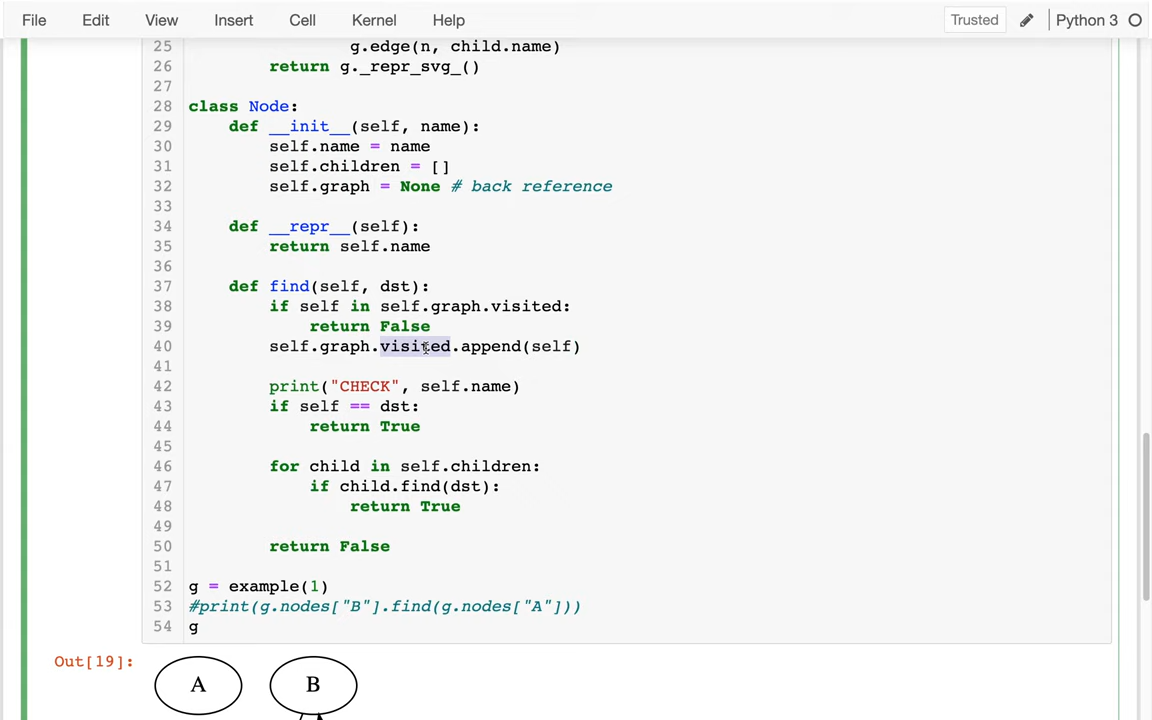 File Edit View Insert Cell Kernel Help Trusted Python 3
25 g.edge(n, child.name)
26 return g._repr_svg_()
27
28 class Node:
29 def __init__(self, name):
30 self.name = name
31 self.children = []
32 self.graph = None # back reference
33
34 def __repr__(self):
35 return self.name
36
37 def find(self, dst):
38 if self in self.graph.visited:
39 return False
40 self.graph.visited.append(self)
41
42 print("CHECK", self.name)
43 if self == dst:
44 return True
45
46 for child in self.children:
47 if child.find(dst):
48 return True
49
50 return False
51
52 g = example(1)
53 #print(g.nodes["B"].find(g.nodes["A"]))
54 g
Out[19]:
A B